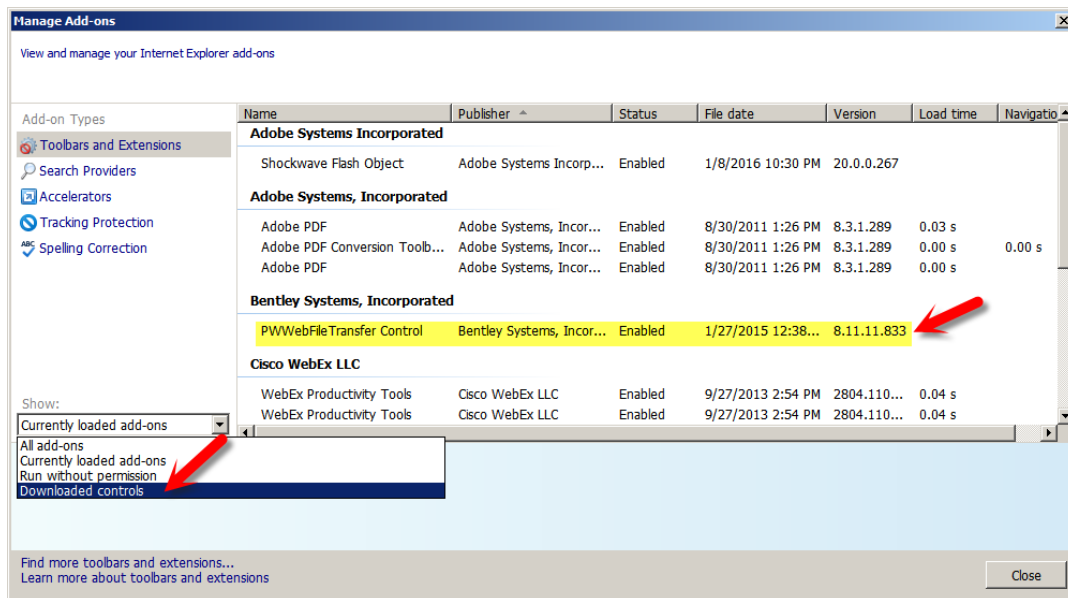 Manage Add-ons
View and manage your Internet Explorer add-ons
Add-on Types
Toolbars and Extensions
Search Providers
Accelerators
Tracking Protection
ABC Spelling Correction
Name Publisher Status File date Version Load time Navigatio
Adobe Systems Incorporated
Shockwave Flash Object Adobe Systems Incorp... Enabled 1/8/2016 10:30 PM 20.0.0.267
Adobe Systems, Incorporated
Adobe PDF Adobe Systems, Incor... Enabled 8/30/2011 1:26 PM 8.3.1.289 0.03 s
Adobe PDF Conversion Toolb... Adobe Systems, Incor... Enabled 8/30/2011 1:26 PM 8.3.1.289 0.00 s 0.00 s
Adobe PDF Adobe Systems, Incor... Enabled 8/30/2011 1:26 PM 8.3.1.289 0.00 s
Bentley Systems, Incorporated
PWWebFileTransfer Control Bentley Systems, Incor... Enabled 1/27/2015 12:38... 8.11.11.833
Cisco WebEx LLC
WebEx Productivity Tools Cisco WebEx LLC Enabled 9/27/2013 2:54 PM 2804.110... 0.04 s
WebEx Productivity Tools Cisco WebEx LLC Enabled 9/27/2013 2:54 PM 2804.110... 0.04 s
Show:
Currently loaded add-ons
All add-ons
Currently loaded add-ons
Run without permission
Downloaded controls
Find more toolbars and extensions...
Learn more about toolbars and extensions
Close